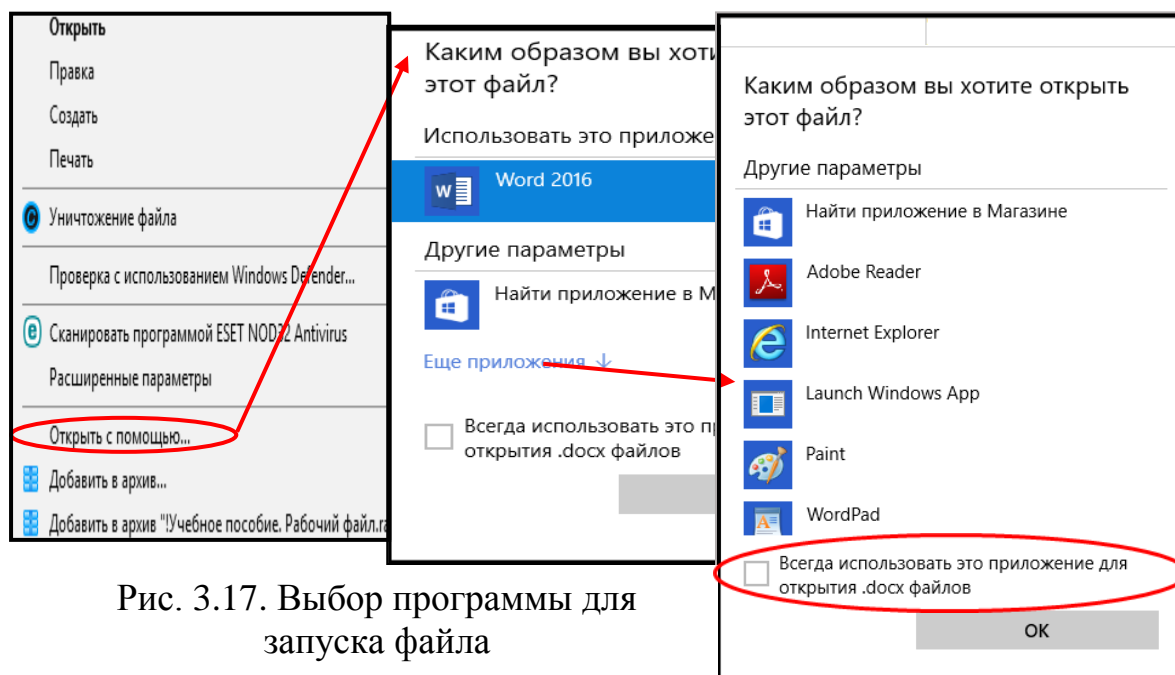 Открыть
Правка
Создать
Печать
Уничтожение файла
Проверка с использованием Windows Defender...
Сканировать программой ESET NOD32 Antivirus
Расширенные параметры
Открыть с помощью...
Добавить в архив...
Добавить в архив "!Учебное пособие. Рабочий файл.ra
Каким образом вы хоти
этот файл?
Использовать это приложе
Word 2016
Другие параметры
Найти приложение в М
Еще приложения ↓
Всегда использовать это п
открытия .docx файлов
Каким образом вы хотите открыть
этот файл?
Другие параметры
Найти приложение в Магазине
Adobe Reader
Internet Explorer
Launch Windows App
Paint
WordPad
Всегда использовать это приложение для
открытия .docx файлов
ОК
Рис. 3.17. Выбор программы для
запуска файла